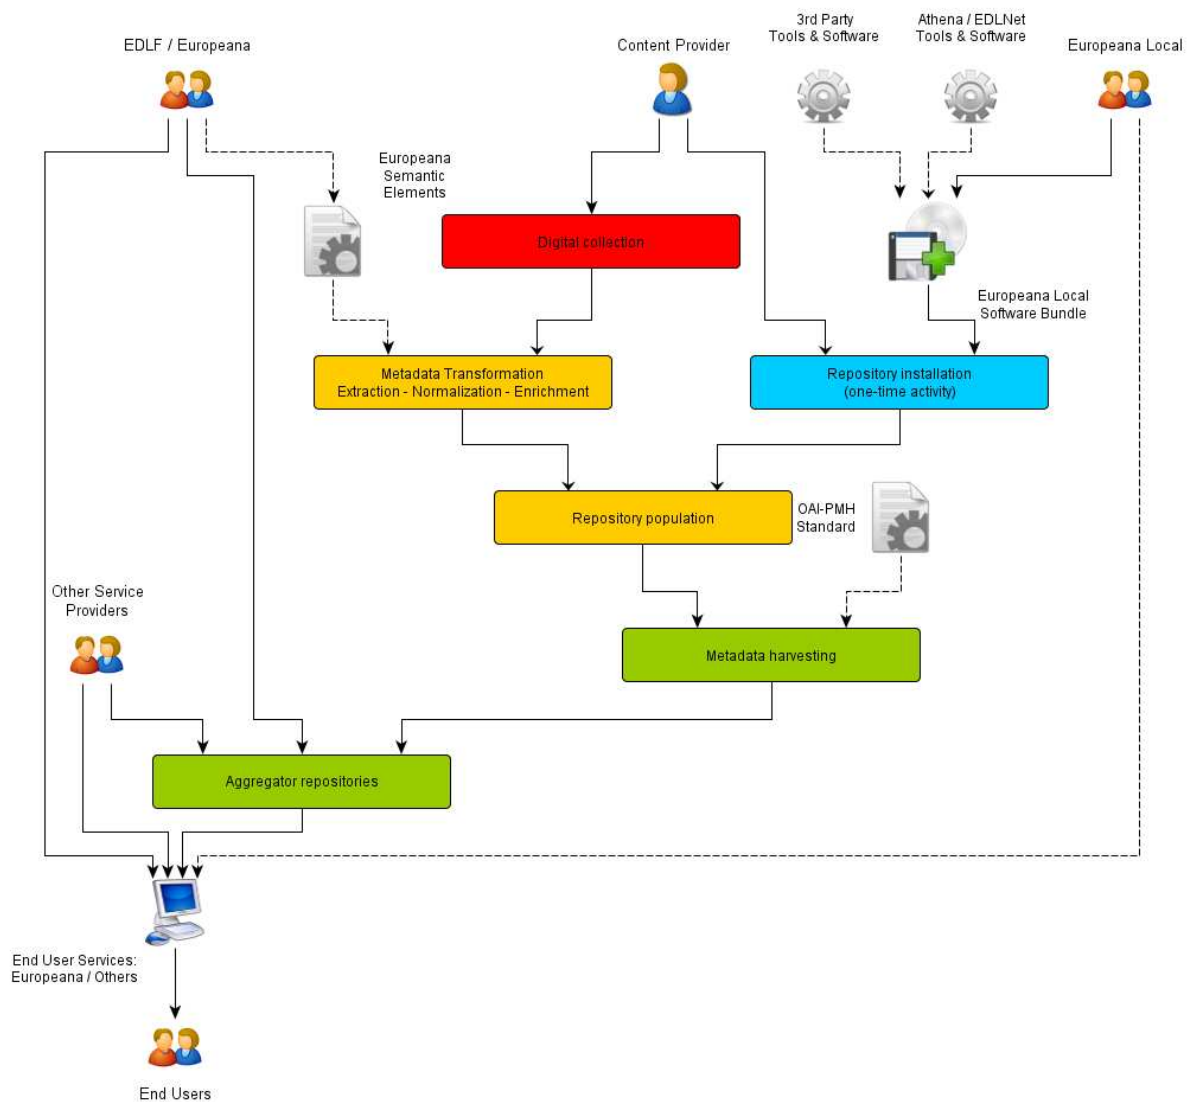 3rd Party
Tools & Software
Athena / EDLNet
Tools & Software
EDLF / Europeana
Content Provider
Europeana Local
Europeana
Semantic
Elements
Digital collection
Europeana Local
Software Bundle
Metadata Transformation
Extraction - Normalization - Enrichment
Repository installation
(one-time activity)
Repository population
OAI-PMH
Standard
Other Service
Providers
Metadata harvesting
Aggregator repositories
End User Services:
Europeana / Others
End Users